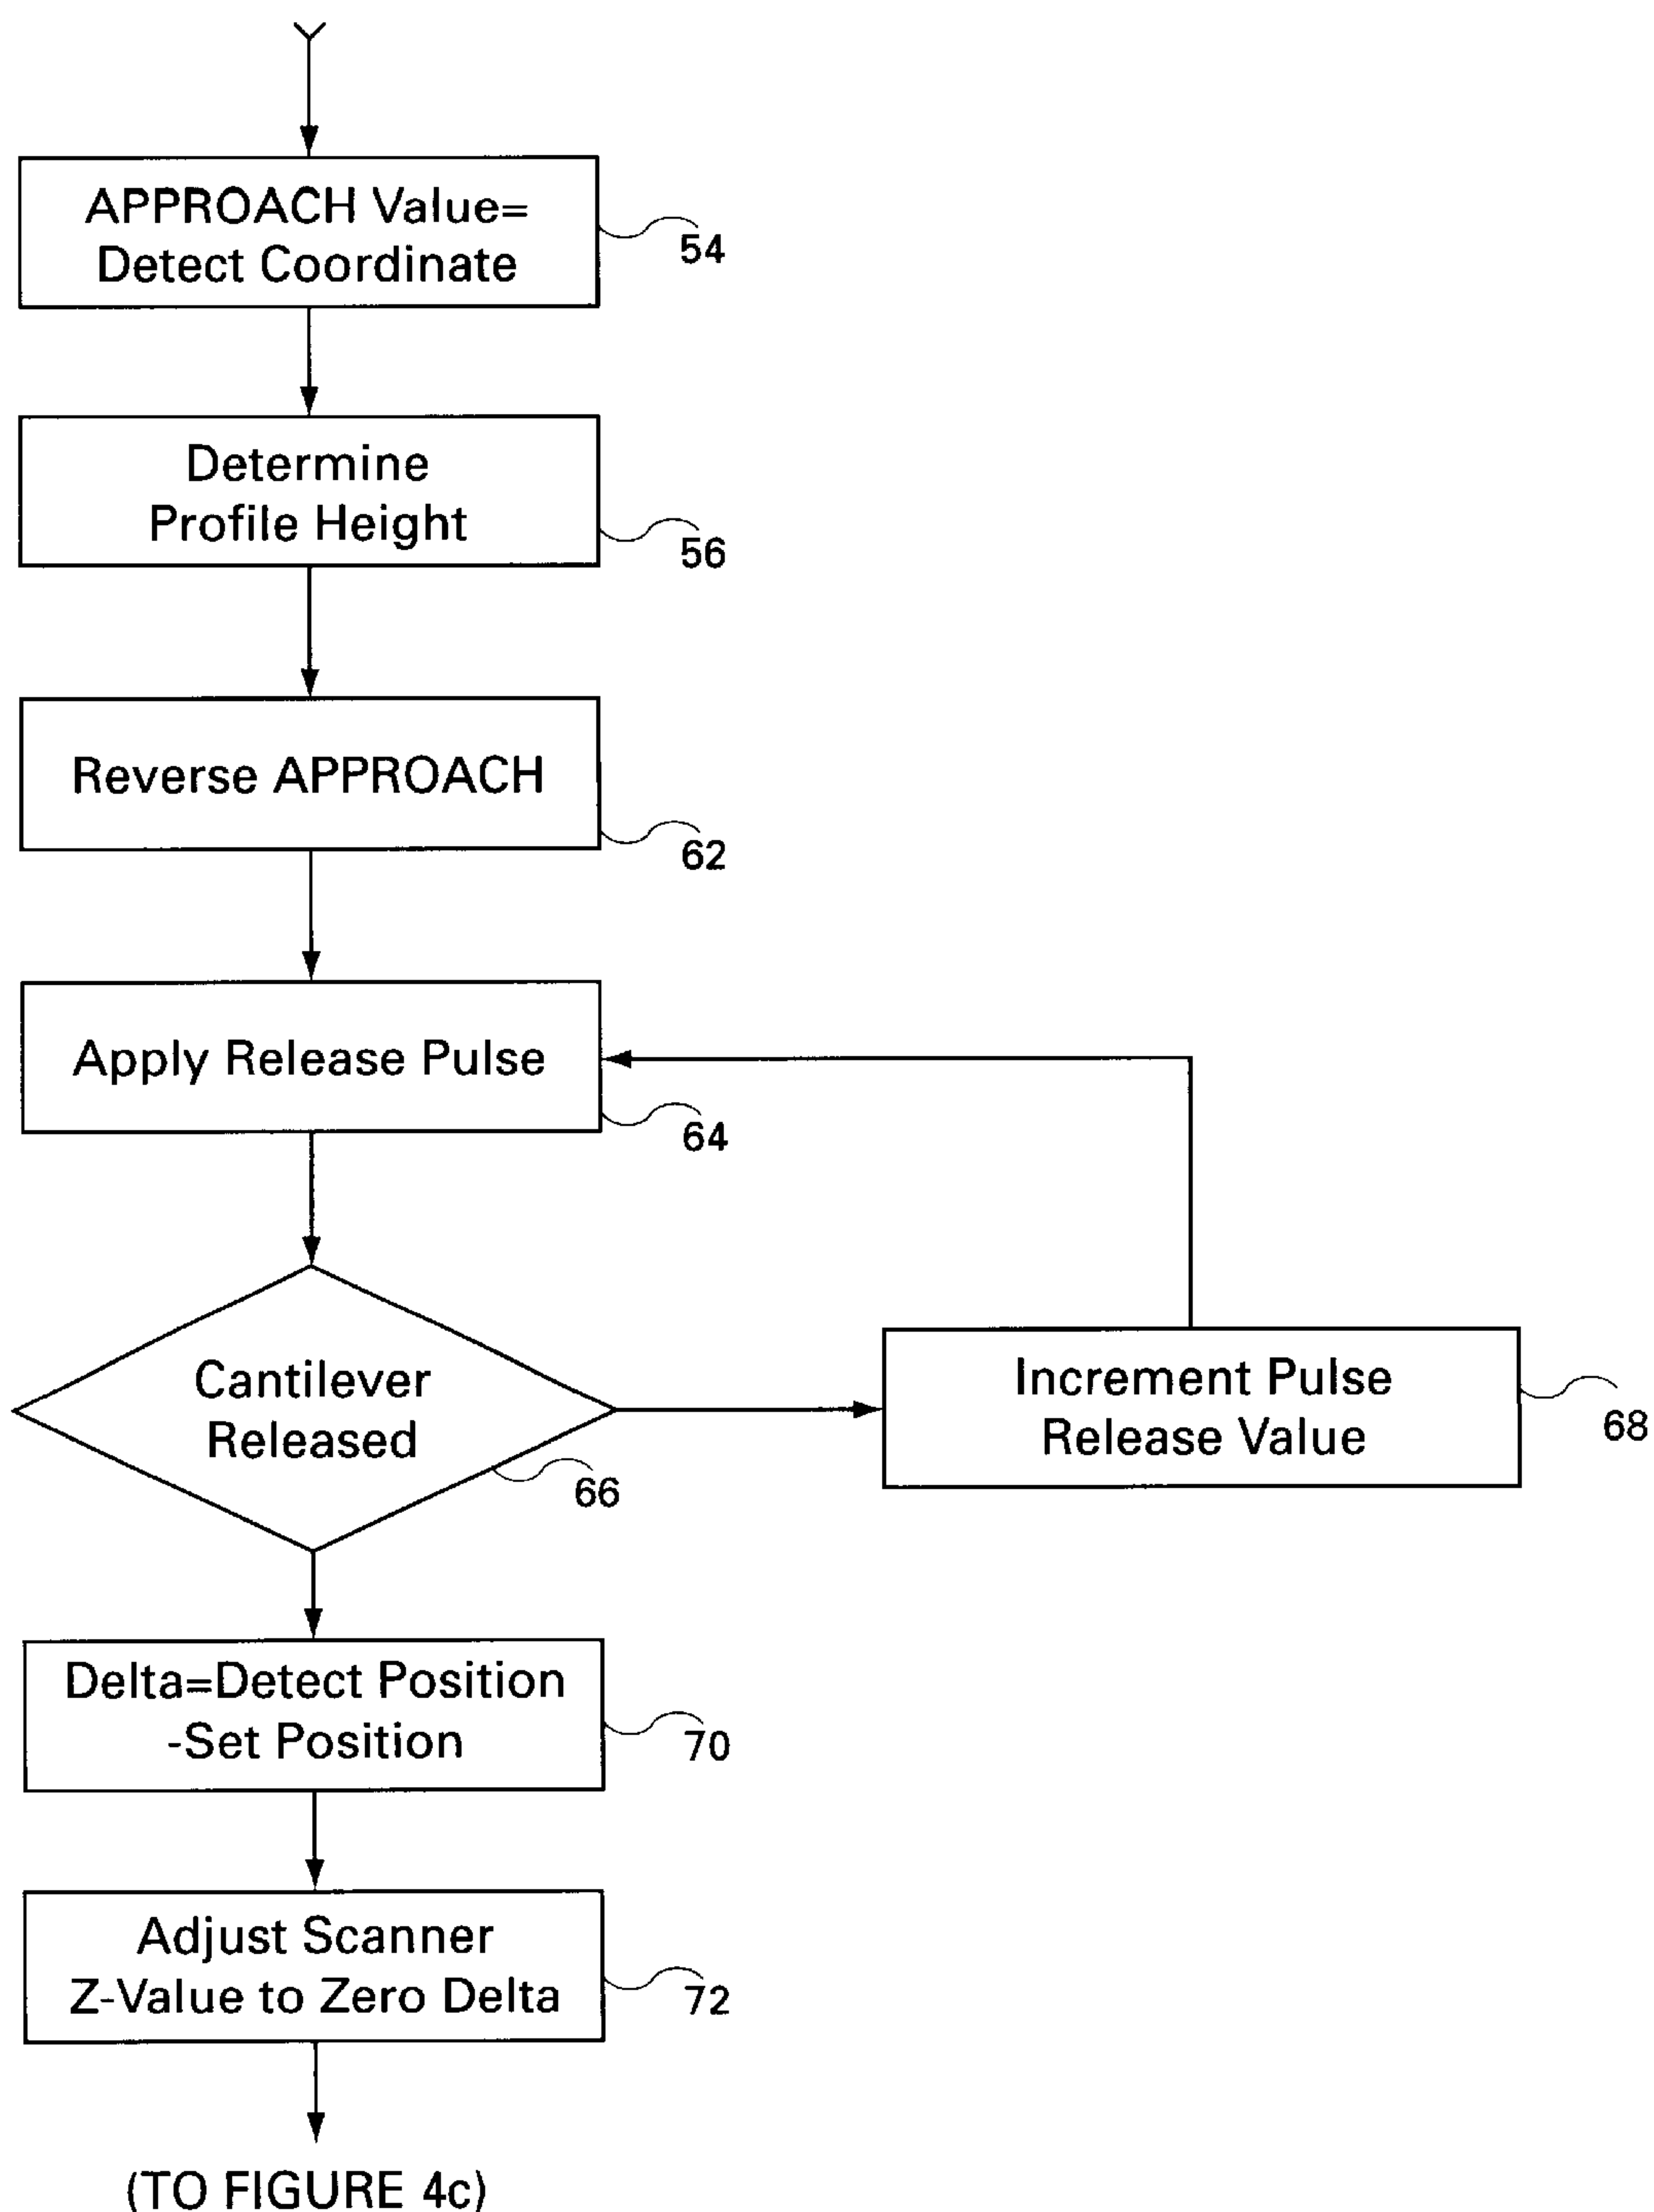 APPROACH Value=
Detect Coordinate
54
Determine
Profile Height
56
Reverse APPROACH
62
Apply Release Pulse
64
Cantilever
Released
66
Increment Pulse
Release Value
68
Delta=Detect Position
-Set Position
70
Adjust Scanner
Z-Value to Zero Delta
72
(TO FIGURE 4c)